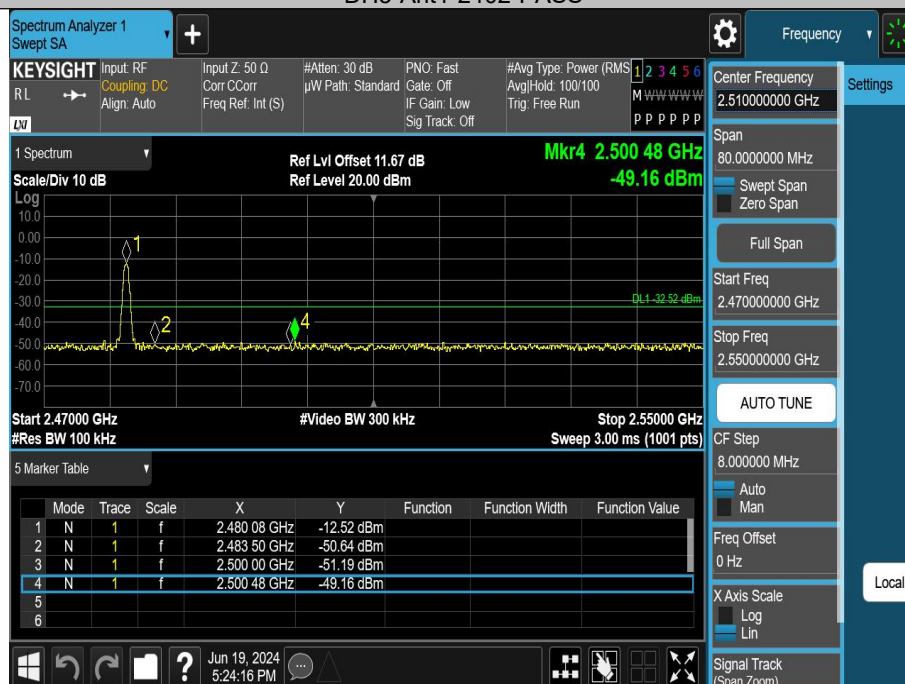 Spectrum Analyzer 1
Swept SA
+
Frequency
KEYSIGHT
RL
LXI
Input: RF
Coupling: DC
Align: Auto
Input Z: 50 Ω
Corr CCorr
Freq Ref: Int (S)
#Atten: 30 dB
µW Path: Standard
PNO: Fast
Gate: Off
IF Gain: Low
Sig Track: Off
#Avg Type: Power (RMS
Avg|Hold: 100/100
Trig: Free Run
1 2 3 4 5 6
M W W W W W
P P P P P P
1 Spectrum
Scale/Div 10 dB
Ref Lvl Offset 11.67 dB
Ref Level 20.00 dBm
Mkr4 2.500 48 GHz
-49.16 dBm
Log
10.0
0.00
-10.0
-20.0
-30.0
-40.0
-50.0
-60.0
-70.0
1
2
4
DL1 -32.52 dBm
Start 2.47000 GHz
#Res BW 100 kHz
#Video BW 300 kHz
Stop 2.55000 GHz
Sweep 3.00 ms (1001 pts)
5 Marker Table
Mode Trace Scale X Y Function Function Width Function Value
1 N 1 f 2.480 08 GHz -12.52 dBm
2 N 1 f 2.483 50 GHz -50.64 dBm
3 N 1 f 2.500 00 GHz -51.19 dBm
4 N 1 f 2.500 48 GHz -49.16 dBm
5
6
Jun 19, 2024
5:24:16 PM
?
Center Frequency
2.510000000 GHz
Span
80.0000000 MHz
Swept Span
Zero Span
Full Span
Start Freq
2.470000000 GHz
Stop Freq
2.550000000 GHz
AUTO TUNE
CF Step
8.000000 MHz
Auto
Man
Freq Offset
0 Hz
X Axis Scale
Log
Lin
Signal Track
(Span Zoom)
Settings
Local